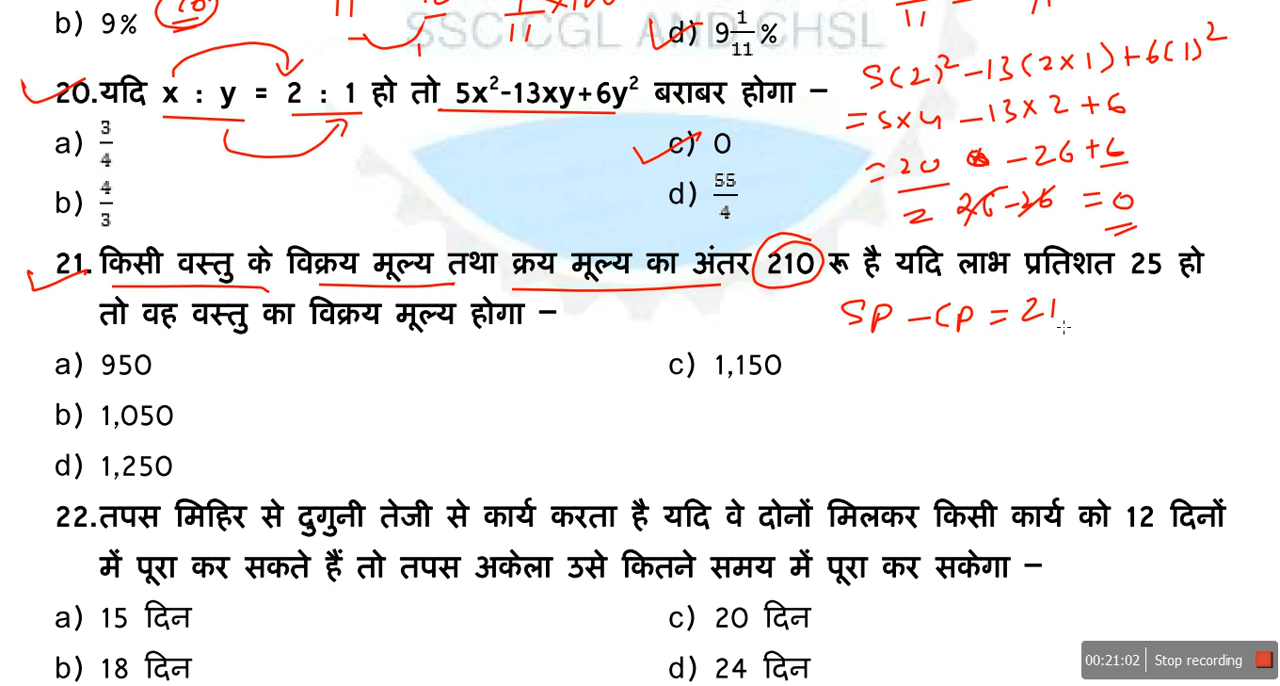 b) 9%
d) 9 1/11 %
SSC CGL AND CHSL
20. यदि x : y = 2 : 1 हो तो 5x²-13xy+6y² बराबर होगा –
5(2)² - 13(2×1) + 6(1)²
= 5×4 - 13×2 + 6
a) 3/4
c) 0
= 20 - 26 + 6
b) 4/3
d) 55/4
= 26 - 26 = 0
21. किसी वस्तु के विक्रय मूल्य तथा क्रय मूल्य का अंतर 210 रू है यदि लाभ प्रतिशत 25 हो
तो वह वस्तु का विक्रय मूल्य होगा –
SP - CP = 21
a) 950
c) 1,150
b) 1,050
d) 1,250
22. तपस मिहिर से दुगुनी तेजी से कार्य करता है यदि वे दोनों मिलकर किसी कार्य को 12 दिनों
में पूरा कर सकते हैं तो तपस अकेला उसे कितने समय में पूरा कर सकेगा –
a) 15 दिन
c) 20 दिन
b) 18 दिन
d) 24 दिन
00:21:02 Stop recording